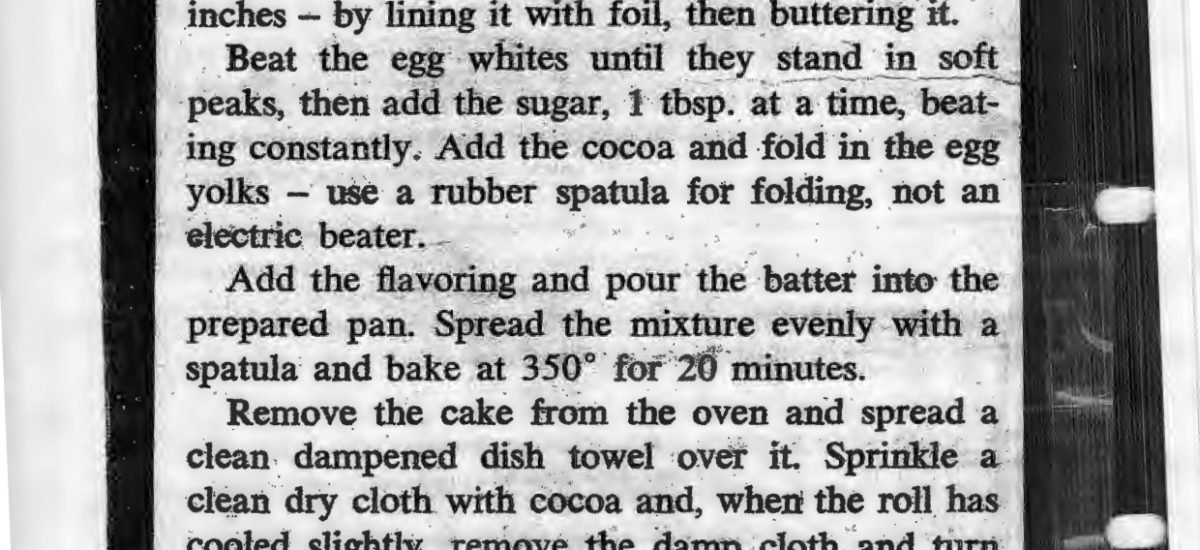 inches – by lining it with foil, then buttering it.
Beat the egg whites until they stand in soft
peaks, then add the sugar, 1 tbsp. at a time, beat-
ing constantly. Add the cocoa and fold in the egg
yolks – use a rubber spatula for folding, not an
electric beater.
Add the flavoring and pour the batter into the
prepared pan. Spread the mixture evenly with a
spatula and bake at 350° for 20 minutes.
Remove the cake from the oven and spread a
clean dampened dish towel over it. Sprinkle a
clean dry cloth with cocoa and, when the roll has
cooled slightly, remove the damp cloth and turn